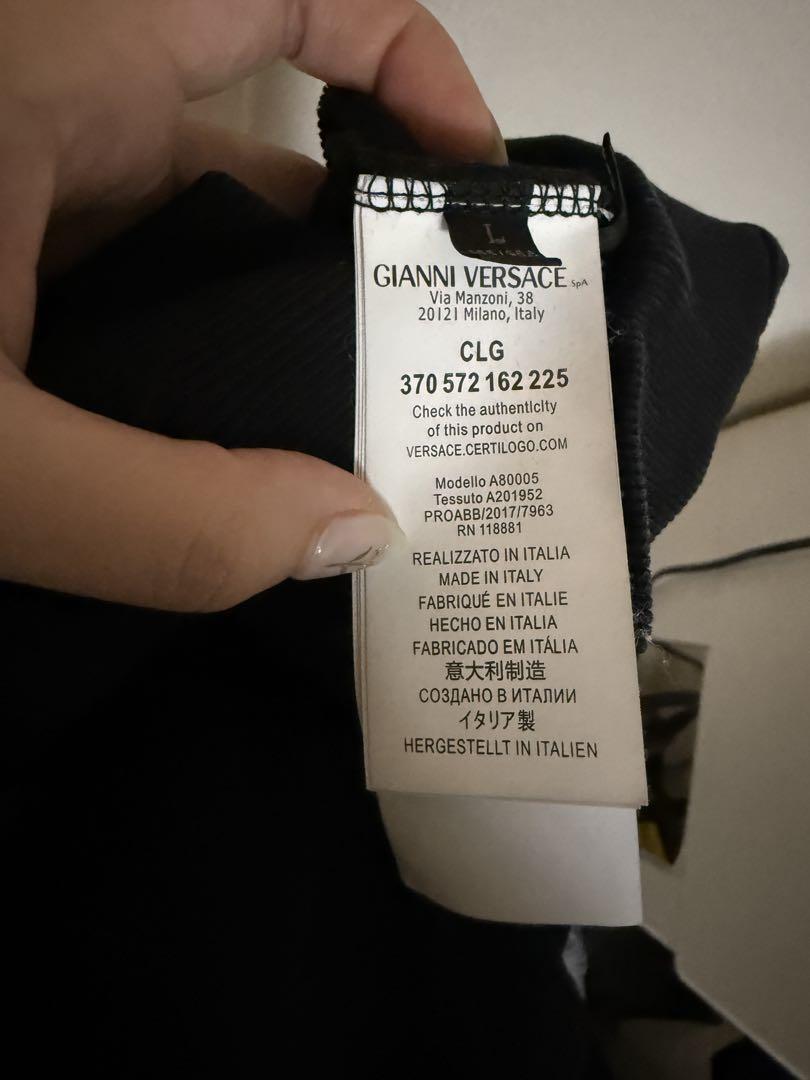 L
GIANNI VERSACE SpA
Via Manzoni, 38
20121 Milano, Italy
CLG
370 572 162 225
Check the authenticity
of this product on
VERSACE.CERTILOGO.COM
Modello A80005
Tessuto A201952
PROABB/2017/7963
RN 118881
REALIZZATO IN ITALIA
MADE IN ITALY
FABRIQUÉ EN ITALIE
HECHO EN ITALIA
FABRICADO EM ITÁLIA
意大利制造
СОЗДАНО В ИТАЛИИ
イタリア製
HERGESTELLT IN ITALIEN